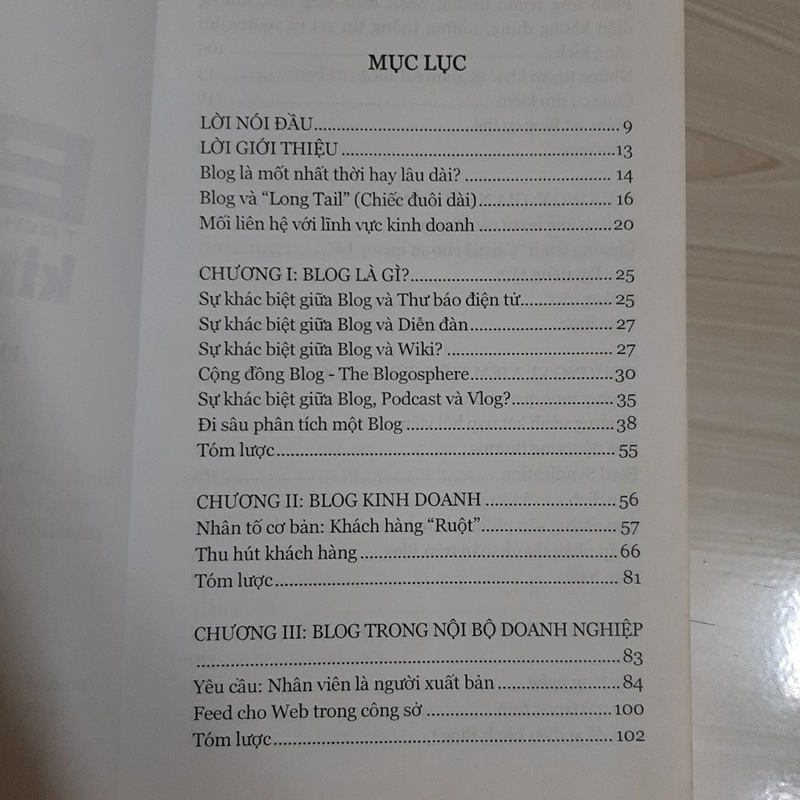 MỤC LỤC
LỜI NÓI ĐẦU..................................................... 9
LỜI GIỚI THIỆU ................................................13
Blog là mốt nhất thời hay lâu dài? .......................... 14
Blog và “Long Tail” (Chiếc đuôi dài)........................ 16
Mối liên hệ với lĩnh vực kinh doanh ........................20
CHƯƠNG I: BLOG LÀ GÌ?................................... 25
Sự khác biệt giữa Blog và Thư báo điện tử................25
Sự khác biệt giữa Blog và Diễn đàn......................... 27
Sự khác biệt giữa Blog và Wiki? ............................. 27
Cộng đồng Blog - The Blogosphere.........................30
Sự khác biệt giữa Blog, Podcast và Vlog?.................. 35
Đi sâu phân tích một Blog ....................................38
Tóm lược......................................................... 55
CHƯƠNG II: BLOG KINH DOANH ....................... 56
Nhân tố cơ bản: Khách hàng “Ruột”........................57
Thu hút khách hàng ............................................66
Tóm lược......................................................... 81
CHƯƠNG III: BLOG TRONG NỘI BỘ DOANH NGHIỆP
.....................................................................83
Yêu cầu: Nhân viên là người xuất bản .....................84
Feed cho Web trong công sở ................................100
Tóm lược........................................................ 102